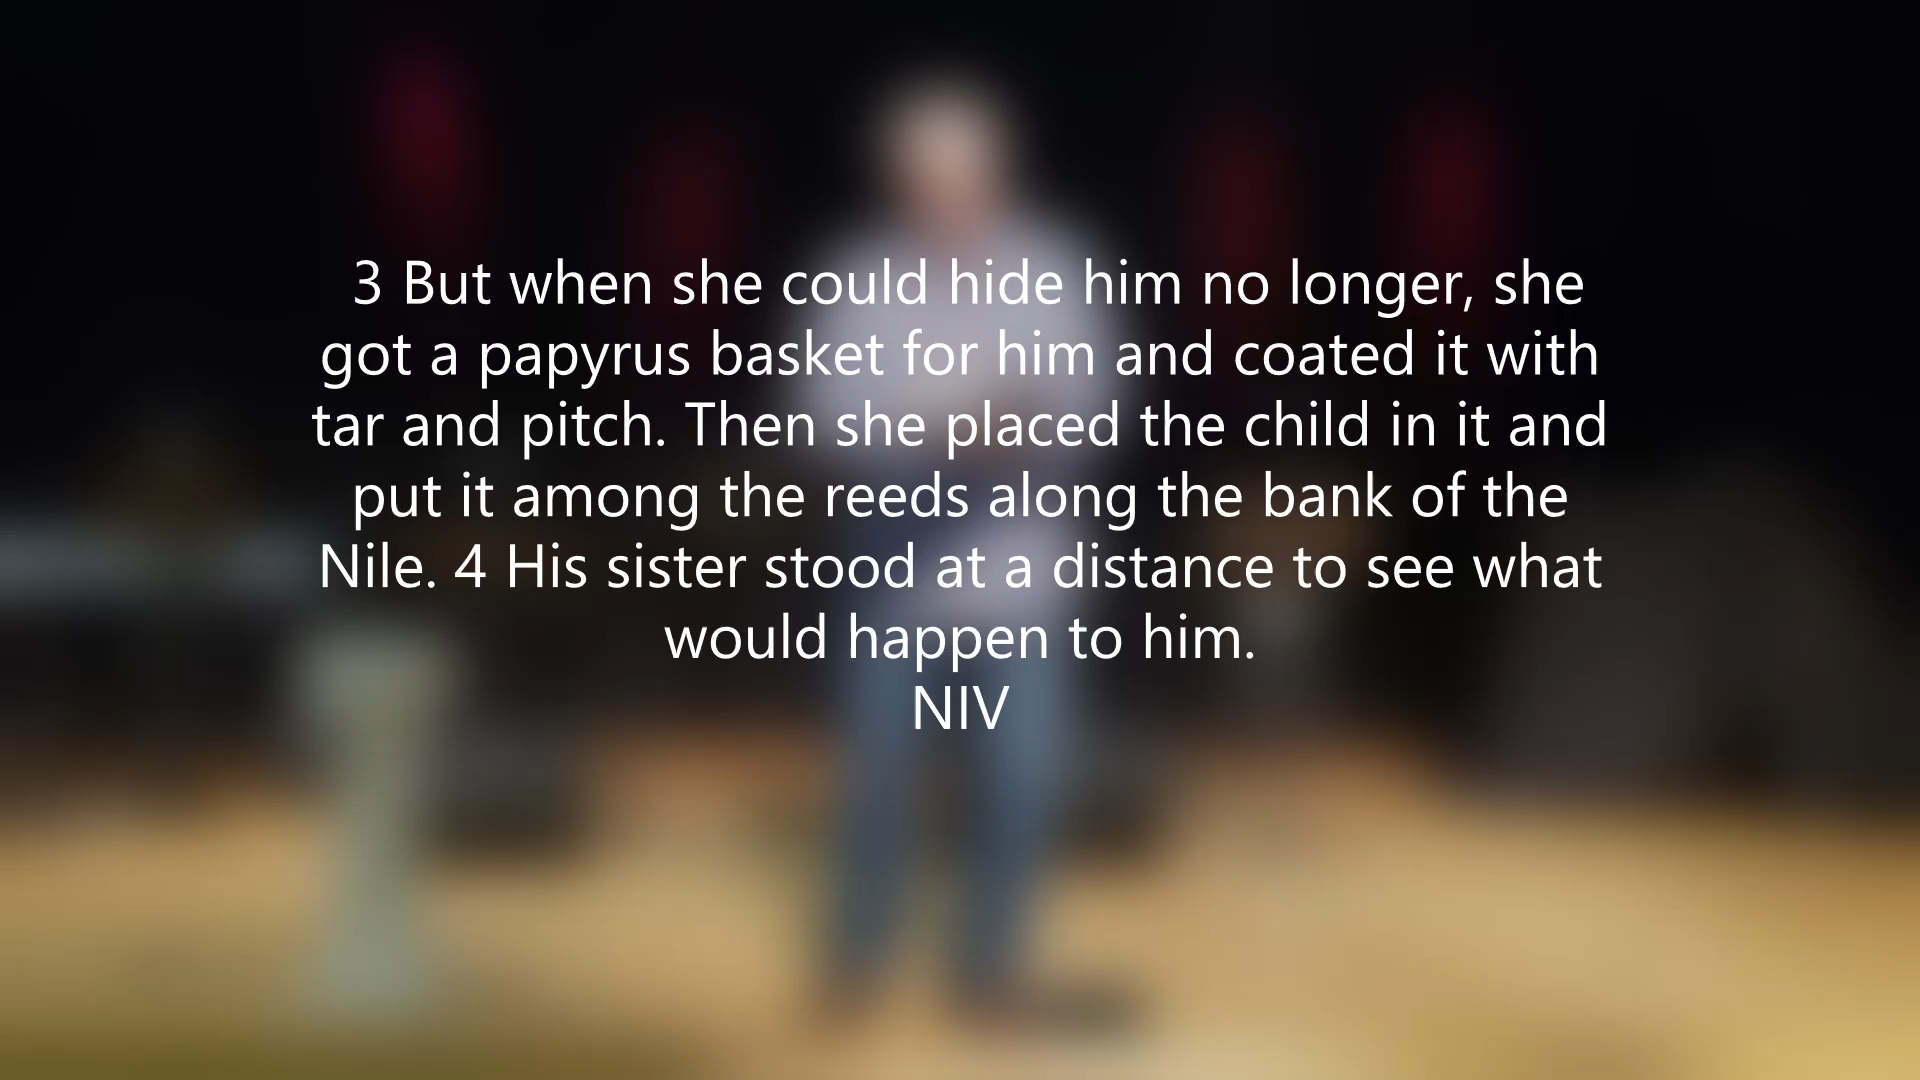 3 But when she could hide him no longer, she
got a papyrus basket for him and coated it with
tar and pitch. Then she placed the child in it and
put it among the reeds along the bank of the
Nile. 4 His sister stood at a distance to see what
would happen to him.
NIV